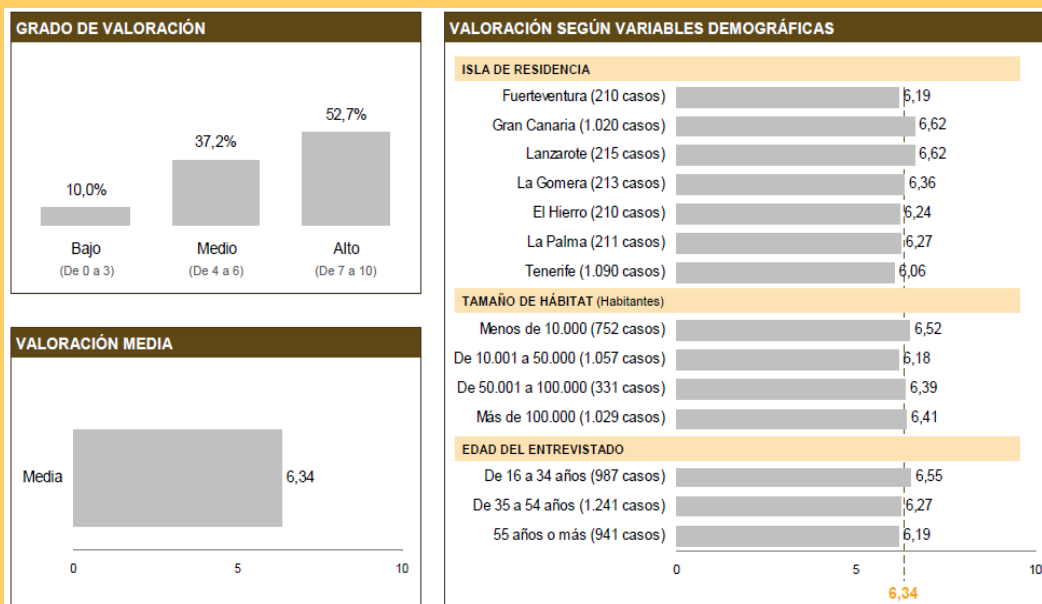 GRADO DE VALORACIÓN
10,0%
37,2%
52,7%
Bajo
Medio
Alto
(De 0 a 3)
(De 4 a 6)
(De 7 a 10)
VALORACIÓN MEDIA
Media
6,34
0
5
10
VALORACIÓN SEGÚN VARIABLES DEMOGRÁFICAS
ISLA DE RESIDENCIA
Fuerteventura (210 casos) 6,19
Gran Canaria (1.020 casos) 6,62
Lanzarote (215 casos) 6,62
La Gomera (213 casos) 6,36
El Hierro (210 casos) 6,24
La Palma (211 casos) 6,27
Tenerife (1.090 casos) 6,06
TAMAÑO DE HÁBITAT (Habitantes)
Menos de 10.000 (752 casos) 6,52
De 10.001 a 50.000 (1.057 casos) 6,18
De 50.001 a 100.000 (331 casos) 6,39
Más de 100.000 (1.029 casos) 6,41
EDAD DEL ENTREVISTADO
De 16 a 34 años (987 casos) 6,55
De 35 a 54 años (1.241 casos) 6,27
55 años o más (941 casos) 6,19
0
5
10
6,34